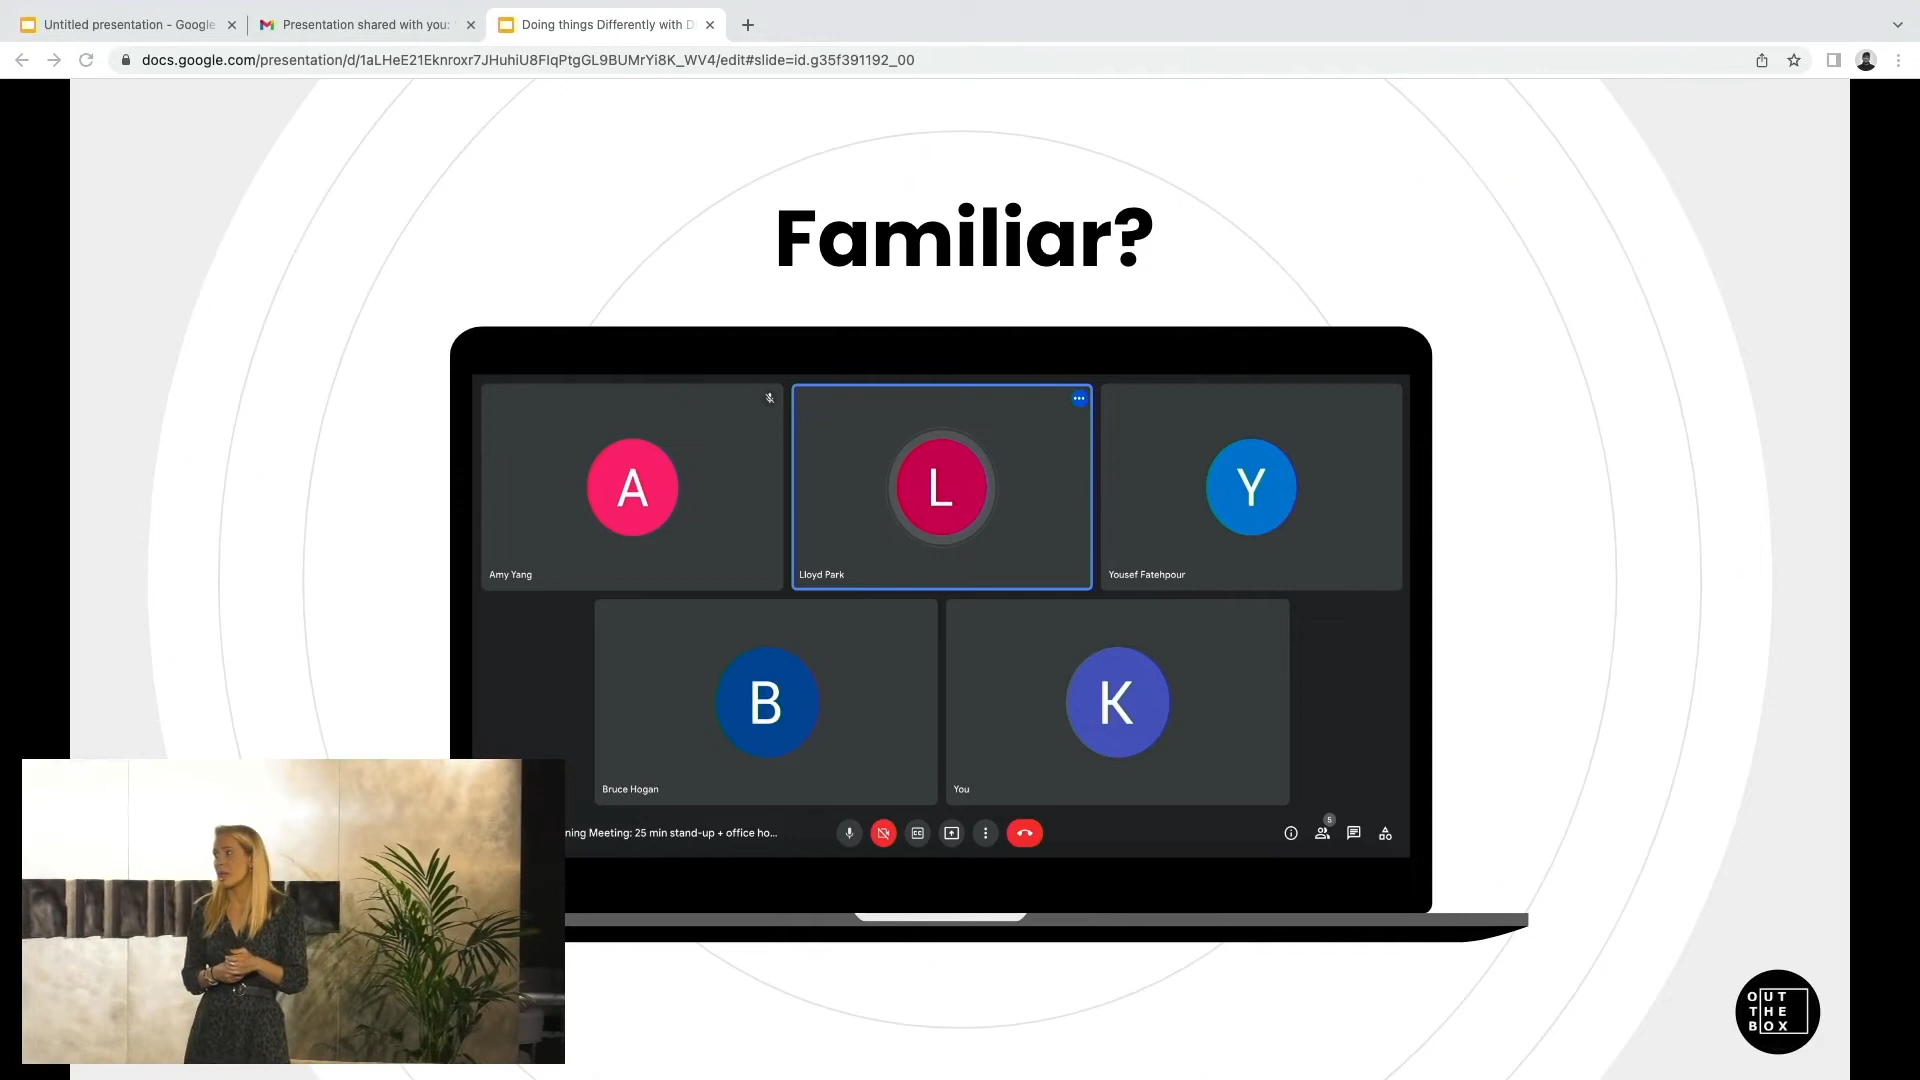 Untitled presentation - Google
Presentation shared with you:
Doing things Differently with D
docs.google.com/presentation/d/1aLHeE21Eknroxr7JHuhiU8FIqPtgGL9BUMrYi8K_WV4/edit#slide=id.g35f391192_00
Familiar?
A
Amy Yang
L
Lloyd Park
Y
Yousef Fatehpour
B
Bruce Hogan
K
You
ning Meeting: 25 min stand-up + office ho...
CC
5
OUT
THE
BOX